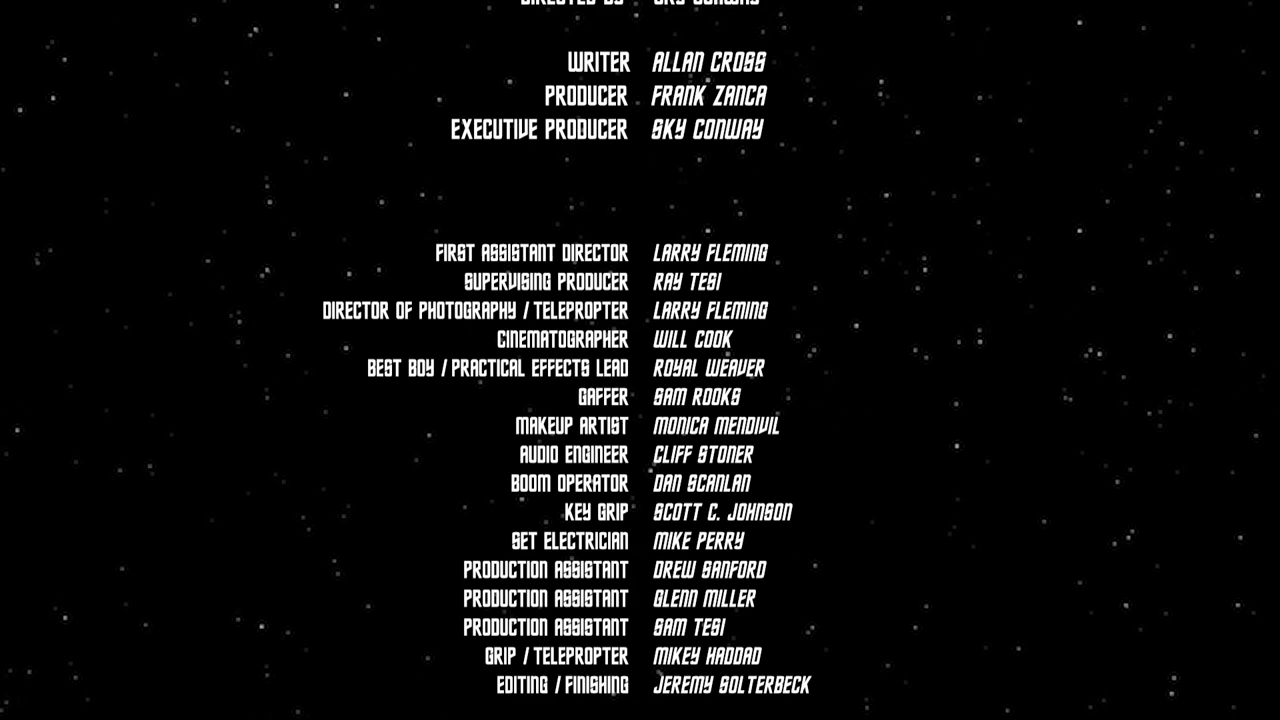 DIRECTED BY SKY CONWAY
WRITER ALLAN CROSS
PRODUCER FRANK ZANCA
EXECUTIVE PRODUCER SKY CONWAY
FIRST ASSISTANT DIRECTOR LARRY FLEMING
SUPERVISING PRODUCER RAY TESI
DIRECTOR OF PHOTOGRAPHY / TELEPROPTER LARRY FLEMING
CINEMATOGRAPHER WILL COOK
BEST BOY / PRACTICAL EFFECTS LEAD ROYAL WEAVER
GAFFER SAM ROOKS
MAKEUP ARTIST MONICA MENDIVIL
AUDIO ENGINEER CLIFF STONER
BOOM OPERATOR DAN SCANLAN
KEY GRIP SCOTT C. JOHNSON
SET ELECTRICIAN MIKE PERRY
PRODUCTION ASSISTANT DREW SANFORD
PRODUCTION ASSISTANT GLENN MILLER
PRODUCTION ASSISTANT SAM TESI
GRIP / TELEPROPTER MIKEY HADDAD
EDITING / FINISHING JEREMY SOLTERBECK